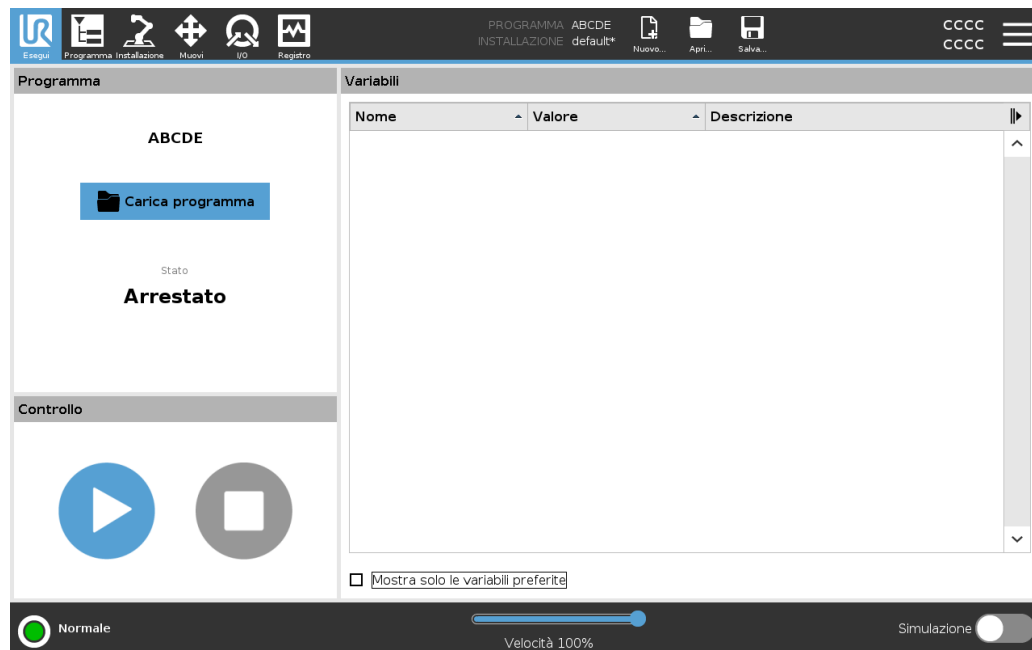 UR
Esegui
Programma
Installazione
Muovi
I/O
Registro
PROGRAMMA ABCDE
INSTALLAZIONE default*
Nuovo...
Apri...
Salva...
CCCC
CCCC
Programma
ABCDE
Carica programma
Stato
Arrestato
Controllo
Variabili
Nome
Valore
Descrizione
Mostra solo le variabili preferite
Normale
Velocità 100%
Simulazione